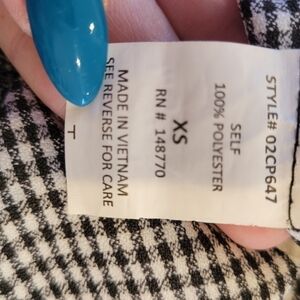 STYLE# 02CP647
SELF
100% POLYESTER
XS
RN # 148770
MADE IN VIETNAM
SEE REVERSE FOR CARE
T